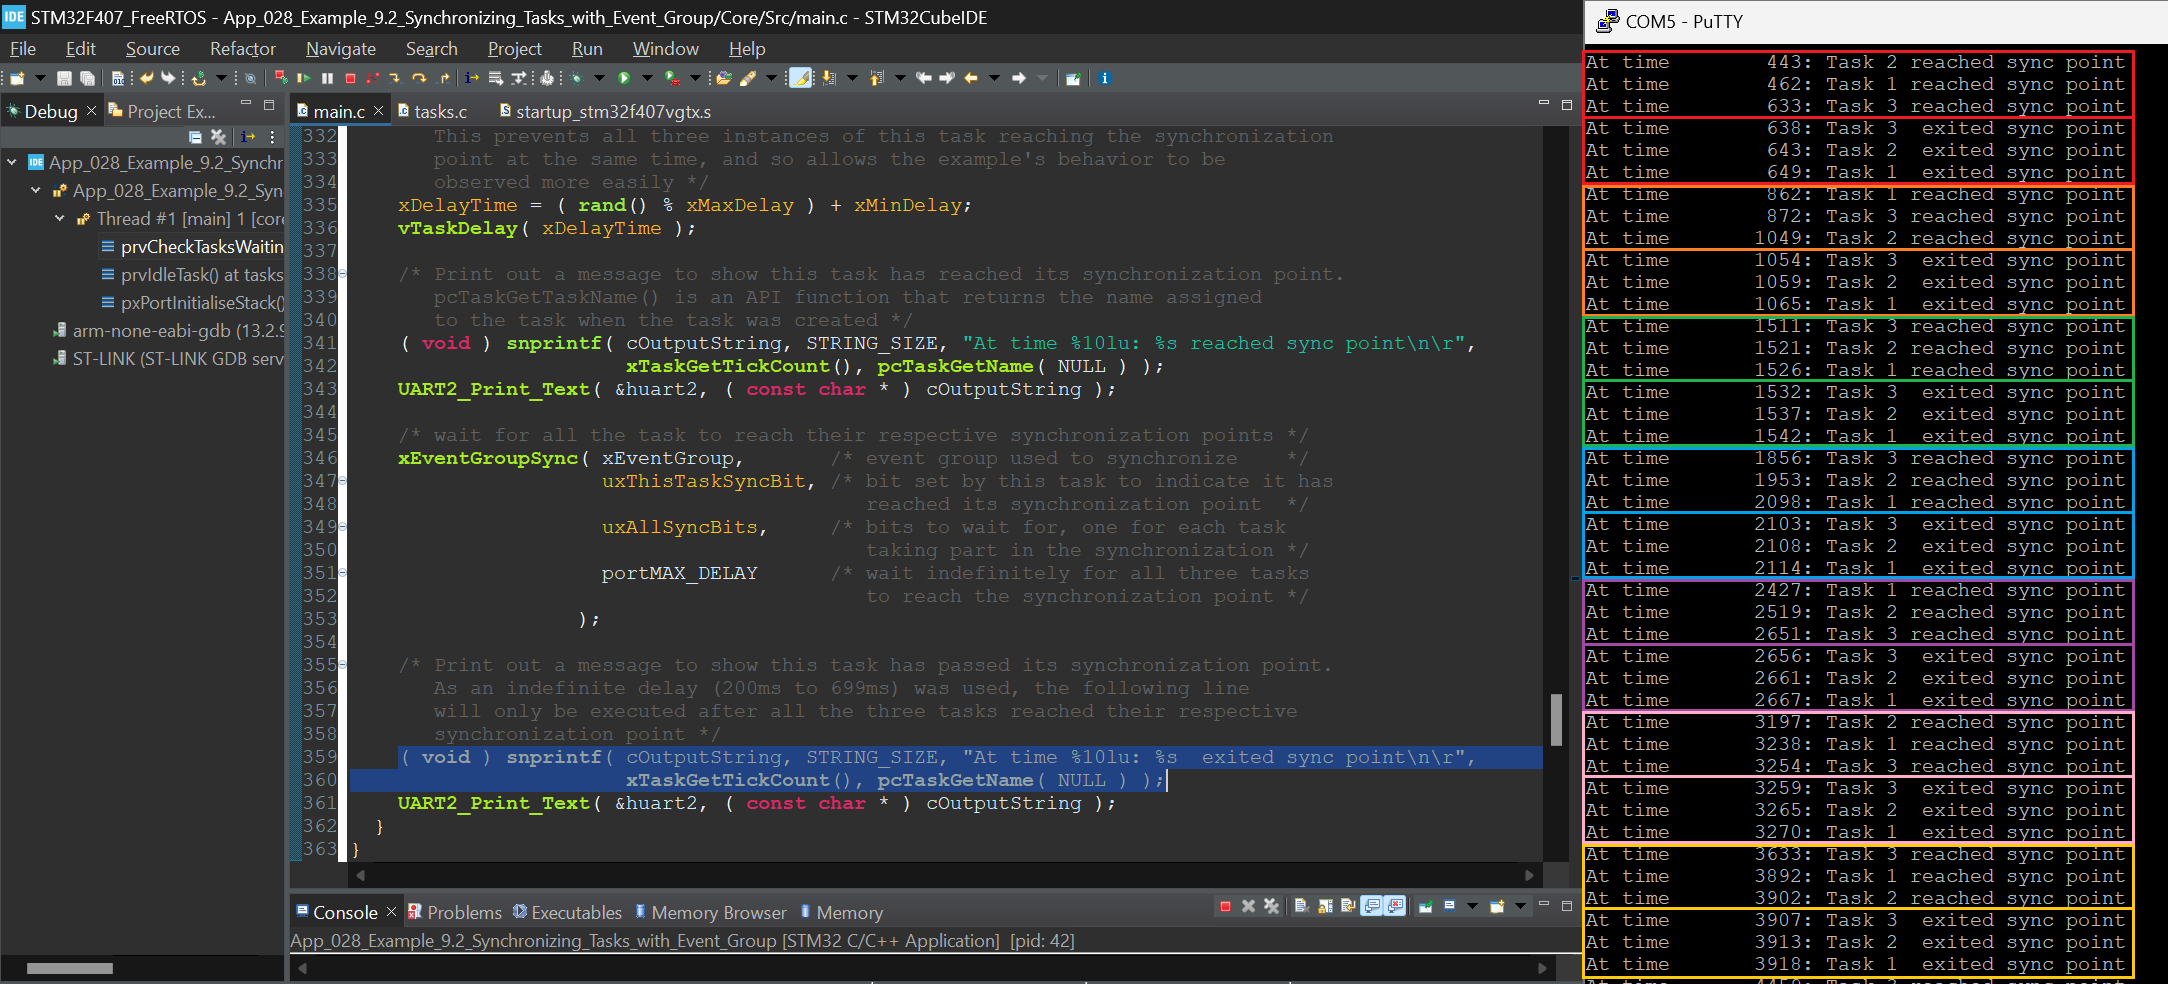 IDE STM32F407_FreeRTOS - App_028_Example_9.2_Synchronizing_Tasks_with_Event_Group/Core/Src/main.c - STM32CubeIDE
File Edit Source Refactor Navigate Search Project Run Window Help
Debug Project Ex...
IDE App_028_Example_9.2_Synchr
App_028_Example_9.2_Syn
Thread #1 [main] 1 [core
prvCheckTasksWaitin
prvIdleTask() at tasks
pxPortInitialiseStack()
arm-none-eabi-gdb (13.2.9
ST-LINK (ST-LINK GDB serv
main.c tasks.c startup_stm32f407vgtx.s
332 This prevents all three instances of this task reaching the synchronization
333 point at the same time, and so allows the example's behavior to be
334 observed more easily */
335 xDelayTime = ( rand() % xMaxDelay ) + xMinDelay;
336 vTaskDelay( xDelayTime );
337
338 /* Print out a message to show this task has reached its synchronization point.
339 pcTaskGetTaskName() is an API function that returns the name assigned
340 to the task when the task was created */
341 ( void ) snprintf( cOutputString, STRING_SIZE, "At time %10lu: %s reached sync point\n\r",
342 xTaskGetTickCount(), pcTaskGetName( NULL ) );
343 UART2_Print_Text( &huart2, ( const char * ) cOutputString );
344
345 /* wait for all the task to reach their respective synchronization points */
346 xEventGroupSync( xEventGroup, /* event group used to synchronize */
347 uxThisTaskSyncBit, /* bit set by this task to indicate it has
348 reached its synchronization point */
349 uxAllSyncBits, /* bits to wait for, one for each task
350 taking part in the synchronization */
351 portMAX_DELAY /* wait indefinitely for all three tasks
352 to reach the synchronization point */
353 );
354
355 /* Print out a message to show this task has passed its synchronization point.
356 As an indefinite delay (200ms to 699ms) was used, the following line
357 will only be executed after all the three tasks reached their respective
358 synchronization point */
359 ( void ) snprintf( cOutputString, STRING_SIZE, "At time %10lu: %s  exited sync point\n\r",
360 xTaskGetTickCount(), pcTaskGetName( NULL ) );
361 UART2_Print_Text( &huart2, ( const char * ) cOutputString );
362 }
363 }
Console Problems Executables Memory Browser Memory
App_028_Example_9.2_Synchronizing_Tasks_with_Event_Group [STM32 C/C++ Application] [pid: 42]
COM5 - PuTTY
At time 443: Task 2 reached sync point
At time 462: Task 1 reached sync point
At time 633: Task 3 reached sync point
At time 638: Task 3  exited sync point
At time 643: Task 2  exited sync point
At time 649: Task 1  exited sync point
At time 862: Task 1 reached sync point
At time 872: Task 3 reached sync point
At time 1049: Task 2 reached sync point
At time 1054: Task 3  exited sync point
At time 1059: Task 2  exited sync point
At time 1065: Task 1  exited sync point
At time 1511: Task 3 reached sync point
At time 1521: Task 2 reached sync point
At time 1526: Task 1 reached sync point
At time 1532: Task 3  exited sync point
At time 1537: Task 2  exited sync point
At time 1542: Task 1  exited sync point
At time 1856: Task 3 reached sync point
At time 1953: Task 2 reached sync point
At time 2098: Task 1 reached sync point
At time 2103: Task 3  exited sync point
At time 2108: Task 2  exited sync point
At time 2114: Task 1  exited sync point
At time 2427: Task 1 reached sync point
At time 2519: Task 2 reached sync point
At time 2651: Task 3 reached sync point
At time 2656: Task 3  exited sync point
At time 2661: Task 2  exited sync point
At time 2667: Task 1  exited sync point
At time 3197: Task 2 reached sync point
At time 3238: Task 1 reached sync point
At time 3254: Task 3 reached sync point
At time 3259: Task 3  exited sync point
At time 3265: Task 2  exited sync point
At time 3270: Task 1  exited sync point
At time 3633: Task 3 reached sync point
At time 3892: Task 1 reached sync point
At time 3902: Task 2 reached sync point
At time 3907: Task 3  exited sync point
At time 3913: Task 2  exited sync point
At time 3918: Task 1  exited sync point